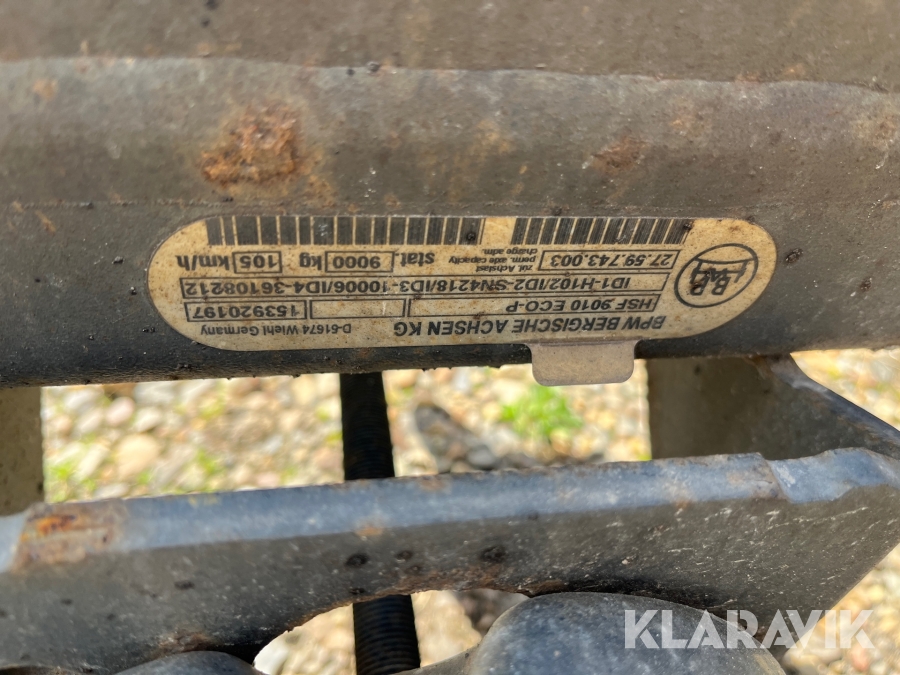 BPW BERGISCHE ACHSEN KG
D-51674 Wiehl Germany
HSF 9010 ECO-P
153920197
ID1-H102/ID2-SN4218/ID3-10006/ID4-36108212
27.59.743.003
zul. Achslast
perm. axle capacity
charge adm.
Stat 9000 kg 105 km/h
BPW
KLARAVIK